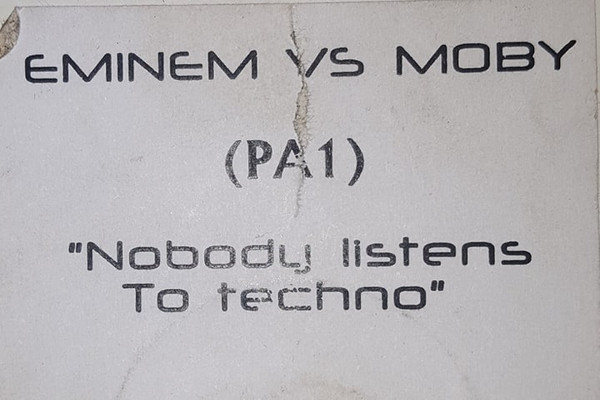 EMINEM VS MOBY
(PA1)
"Nobody listens
To techno"